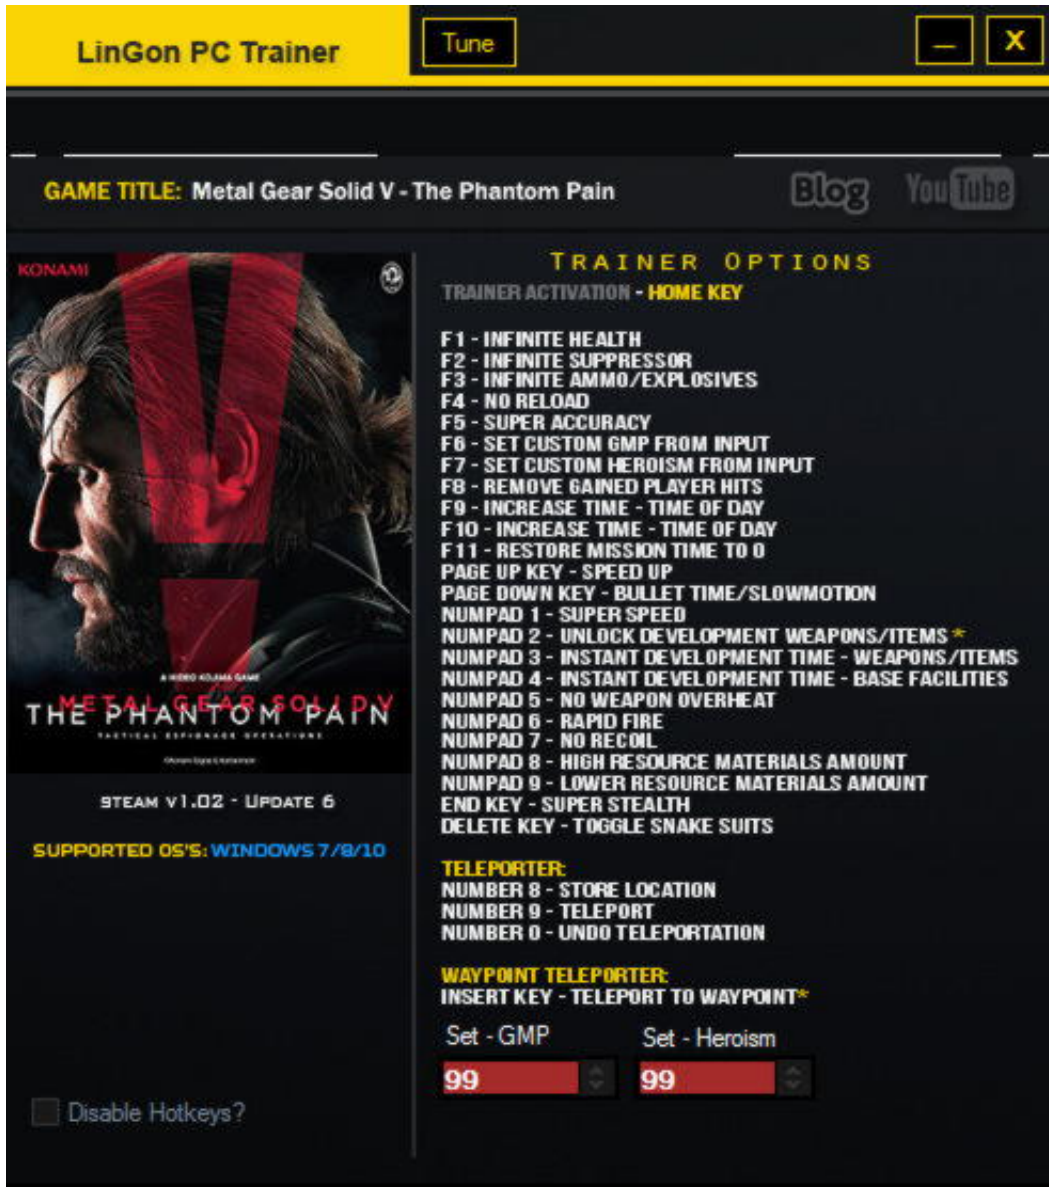 LinGon PC Trainer
Tune
X
GAME TITLE: Metal Gear Solid V - The Phantom Pain
Blog
YouTube
KONAMI
A HIDEO KOJIMA GAME
METAL GEAR SOLID V
THE PHANTOM PAIN
TACTICAL ESPIONAGE OPERATIONS
STEAM V1.02 - UPDATE 6
SUPPORTED OS'S: WINDOWS 7/8/10
Disable Hotkeys?
TRAINER OPTIONS
TRAINER ACTIVATION - HOME KEY
F1 - INFINITE HEALTH
F2 - INFINITE SUPPRESSOR
F3 - INFINITE AMMO/EXPLOSIVES
F4 - NO RELOAD
F5 - SUPER ACCURACY
F6 - SET CUSTOM GMP FROM INPUT
F7 - SET CUSTOM HEROISM FROM INPUT
F8 - REMOVE GAINED PLAYER HITS
F9 - INCREASE TIME - TIME OF DAY
F10 - INCREASE TIME - TIME OF DAY
F11 - RESTORE MISSION TIME TO 0
PAGE UP KEY - SPEED UP
PAGE DOWN KEY - BULLET TIME/SLOWMOTION
NUMPAD 1 - SUPER SPEED
NUMPAD 2 - UNLOCK DEVELOPMENT WEAPONS/ITEMS *
NUMPAD 3 - INSTANT DEVELOPMENT TIME - WEAPONS/ITEMS
NUMPAD 4 - INSTANT DEVELOPMENT TIME - BASE FACILITIES
NUMPAD 5 - NO WEAPON OVERHEAT
NUMPAD 6 - RAPID FIRE
NUMPAD 7 - NO RECOIL
NUMPAD 8 - HIGH RESOURCE MATERIALS AMOUNT
NUMPAD 9 - LOWER RESOURCE MATERIALS AMOUNT
END KEY - SUPER STEALTH
DELETE KEY - TOGGLE SNAKE SUITS
TELEPORTER:
NUMBER 8 - STORE LOCATION
NUMBER 9 - TELEPORT
NUMBER 0 - UNDO TELEPORTATION
WAYPOINT TELEPORTER:
INSERT KEY - TELEPORT TO WAYPOINT*
Set - GMP
Set - Heroism
99
99